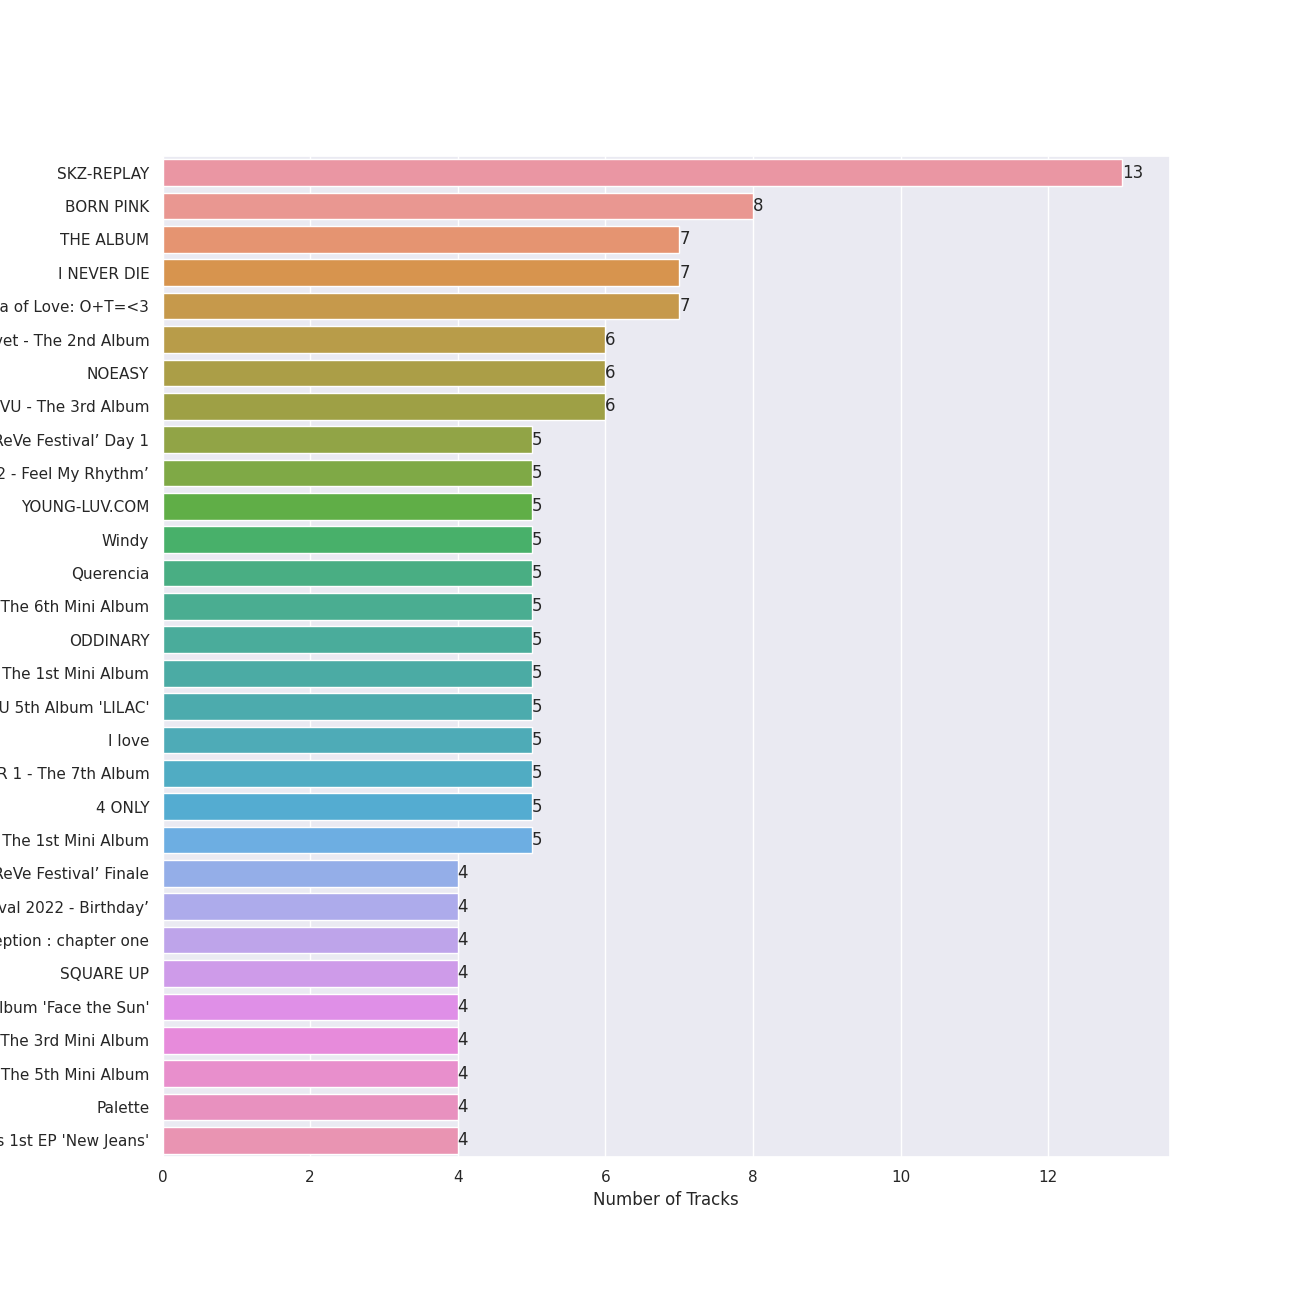 SKZ-REPLAY 13
BORN PINK 8
THE ALBUM 7
I NEVER DIE 7
a of Love: O+T=<3 7
vet - The 2nd Album 6
NOEASY 6
VU - The 3rd Album 6
ReVe Festival’ Day 1 5
2 - Feel My Rhythm’ 5
YOUNG-LUV.COM 5
Windy 5
Querencia 5
The 6th Mini Album 5
ODDINARY 5
The 1st Mini Album 5
U 5th Album 'LILAC' 5
I love 5
R 1 - The 7th Album 5
4 ONLY 5
The 1st Mini Album 5
ReVe Festival’ Finale 4
val 2022 - Birthday’ 4
eption : chapter one 4
SQUARE UP 4
lbum 'Face the Sun' 4
The 3rd Mini Album 4
The 5th Mini Album 4
Palette 4
s 1st EP 'New Jeans' 4
0 2 4 6 8 10 12
Number of Tracks